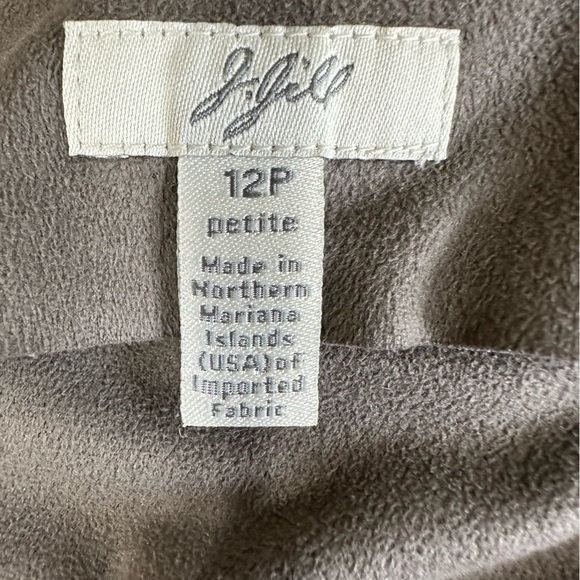 J.Jill
12P
petite
Made in
Northern
Mariana
Islands
(USA)of
Imported
Fabric